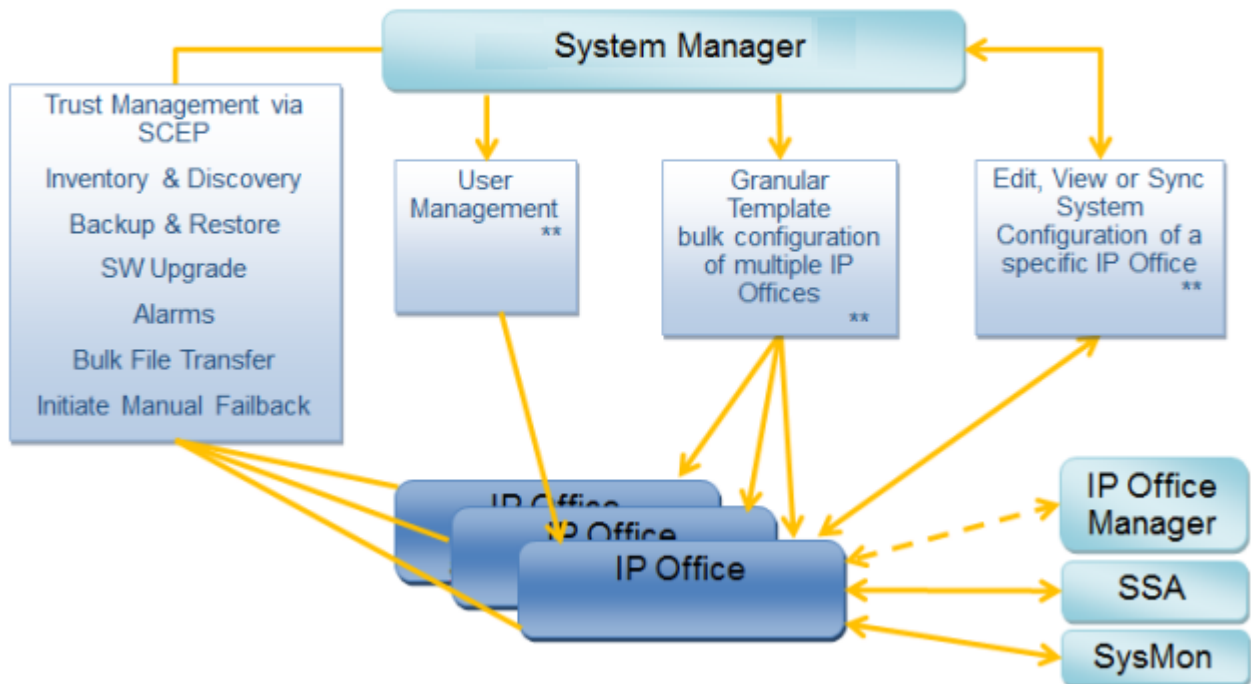 System Manager
Trust Management via
SCEP
Inventory & Discovery
Backup & Restore
SW Upgrade
Alarms
Bulk File Transfer
Initiate Manual Failback
User
Management
**
Granular
Template
bulk configuration
of multiple IP
Offices
**
Edit, View or Sync
System
Configuration of a
specific IP Office
**
IP Office
IP Office
IP Office
IP Office
Manager
SSA
SysMon